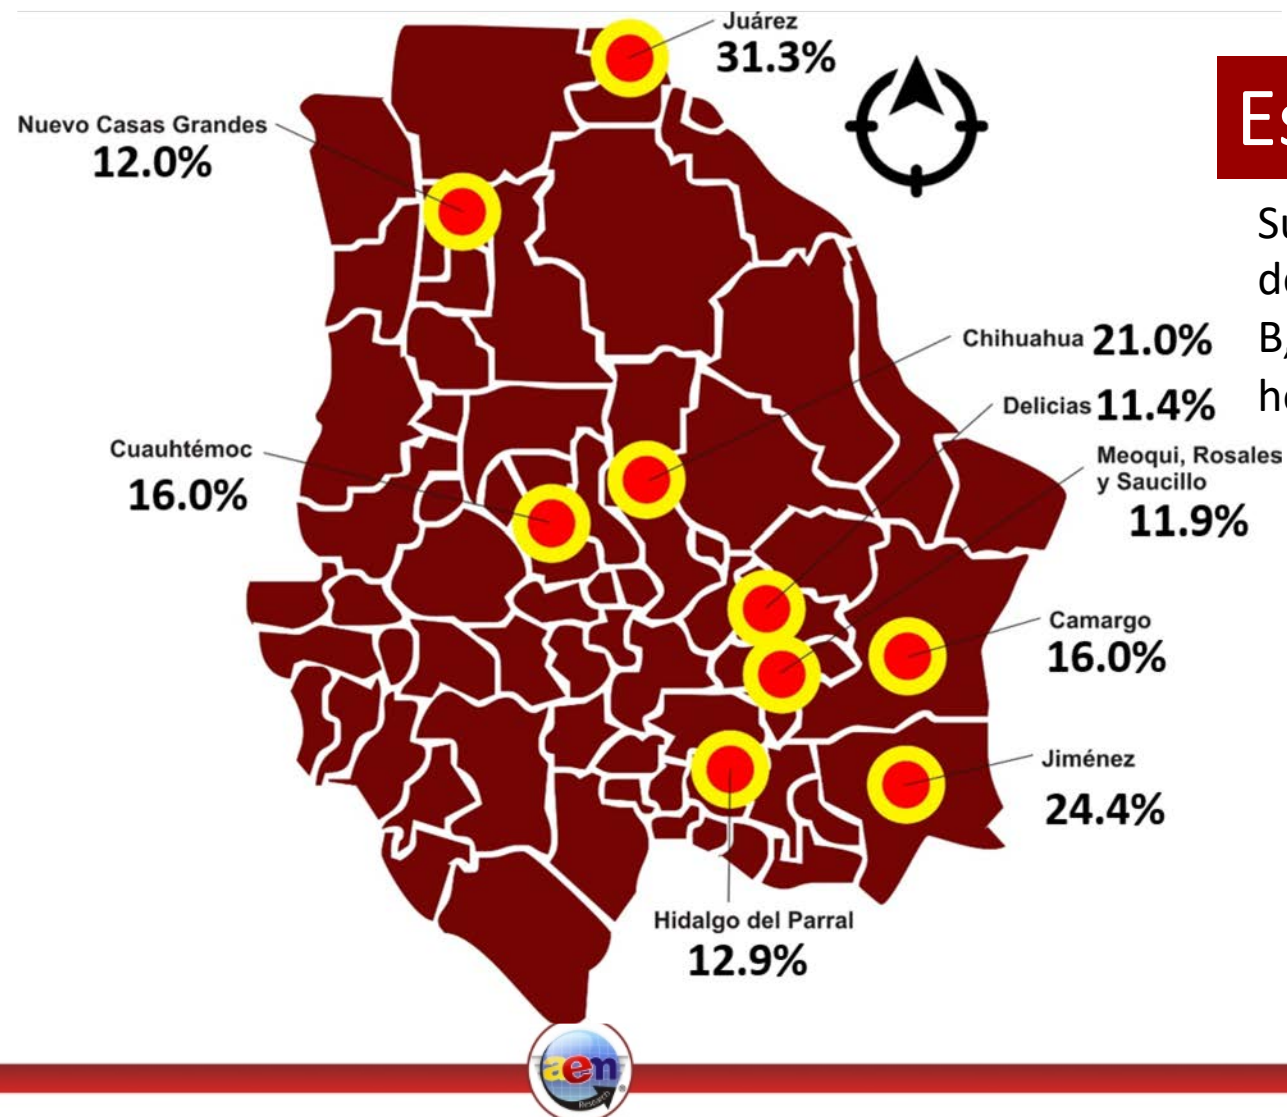 Juárez
31.3%
Nuevo Casas Grandes
12.0%
Chihuahua 21.0%
Delicias 11.4%
Meoqui, Rosales
y Saucillo
11.9%
Cuauhtémoc
16.0%
Camargo
16.0%
Jiménez
24.4%
Hidalgo del Parral
12.9%
aen
Research